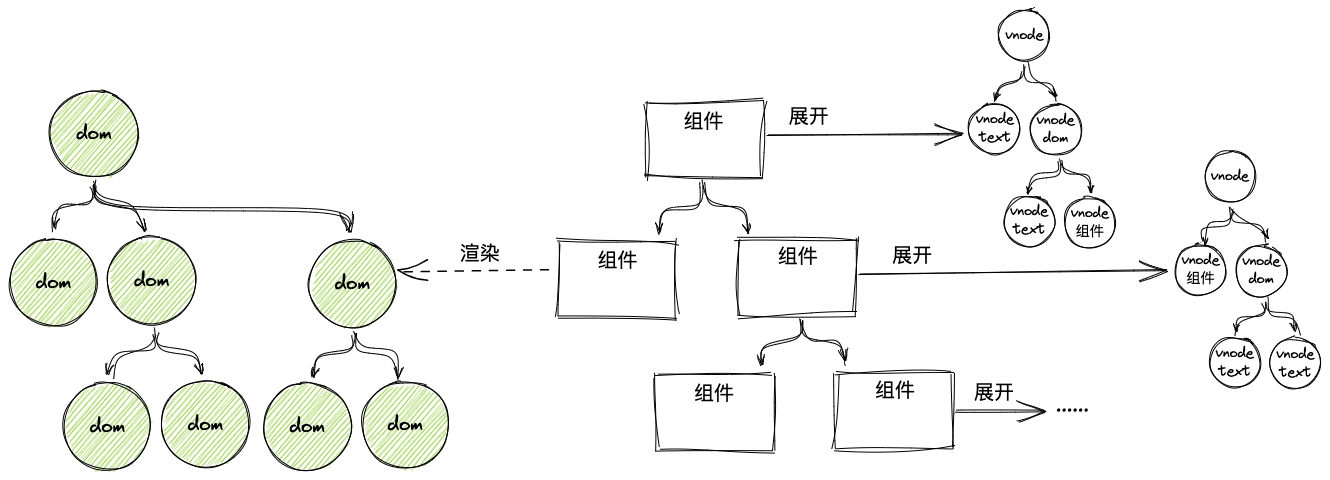 dom
dom
dom
dom
dom
dom
dom
dom
渲染
组件
展开
组件
组件
展开
组件
组件
展开
······
vnode
vnode
text
vnode
dom
vnode
text
vnode
组件
vnode
vnode
组件
vnode
dom
vnode
text
vnode
text